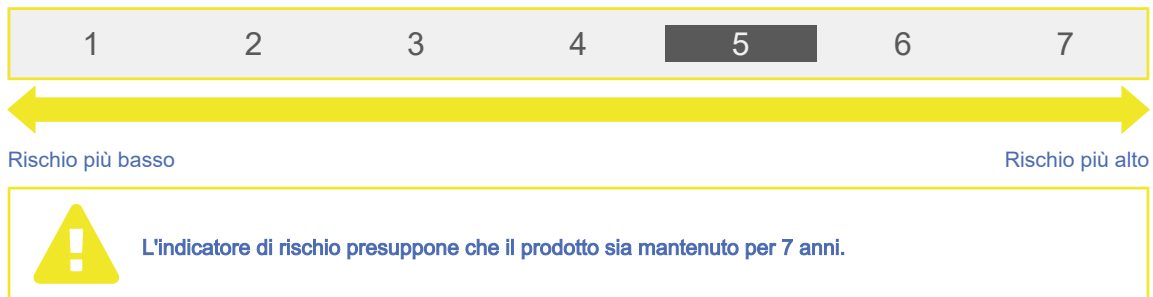 1 2 3 4 5 6 7
Rischio più basso Rischio più alto
L'indicatore di rischio presuppone che il prodotto sia mantenuto per 7 anni.